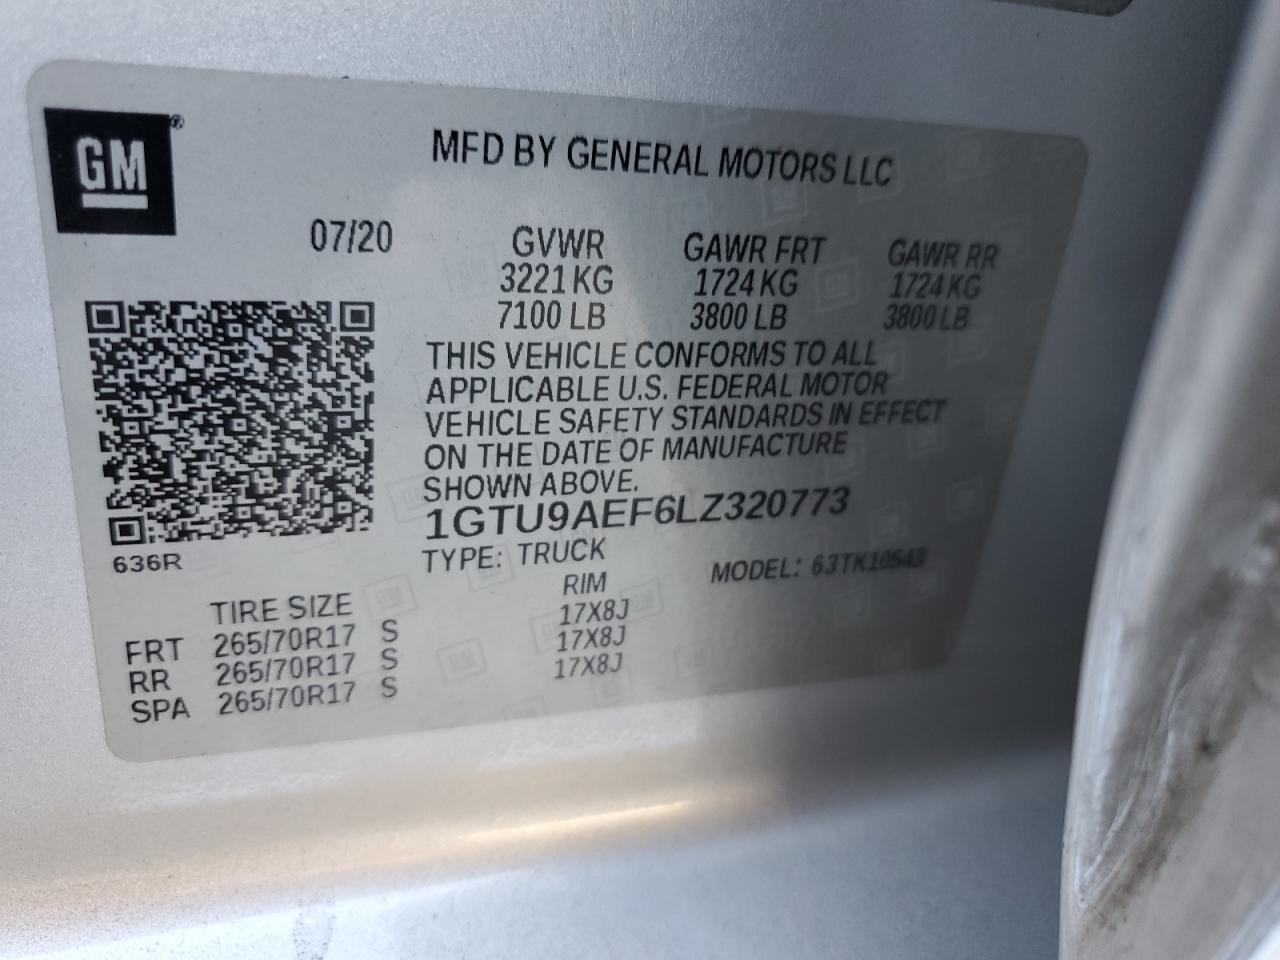 GM®
MFD BY GENERAL MOTORS LLC
07/20
GVWR GAWR FRT GAWR RR
3221 KG 1724 KG 1724 KG
7100 LB 3800 LB 3800 LB
THIS VEHICLE CONFORMS TO ALL
APPLICABLE U.S. FEDERAL MOTOR
VEHICLE SAFETY STANDARDS IN EFFECT
ON THE DATE OF MANUFACTURE
SHOWN ABOVE.
1GTU9AEF6LZ320773
636R
TYPE: TRUCK MODEL: 63TK10543
TIRE SIZE RIM
FRT 265/70R17 S 17X8J
RR 265/70R17 S 17X8J
SPA 265/70R17 S 17X8J